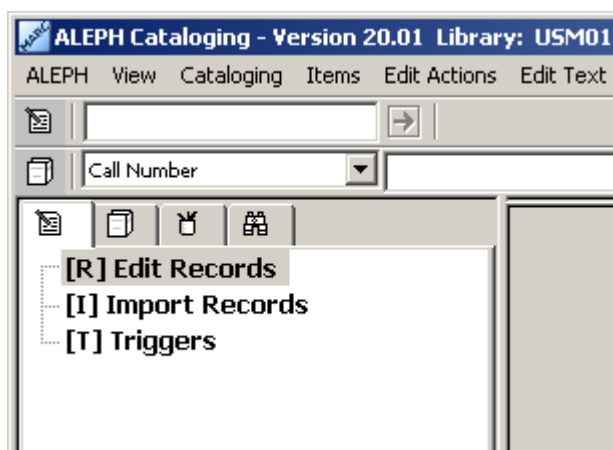 ALEPH Cataloging - Version 20.01 Library: USM01
ALEPH View Cataloging Items Edit Actions Edit Text
Call Number
[R] Edit Records
[I] Import Records
[T] Triggers